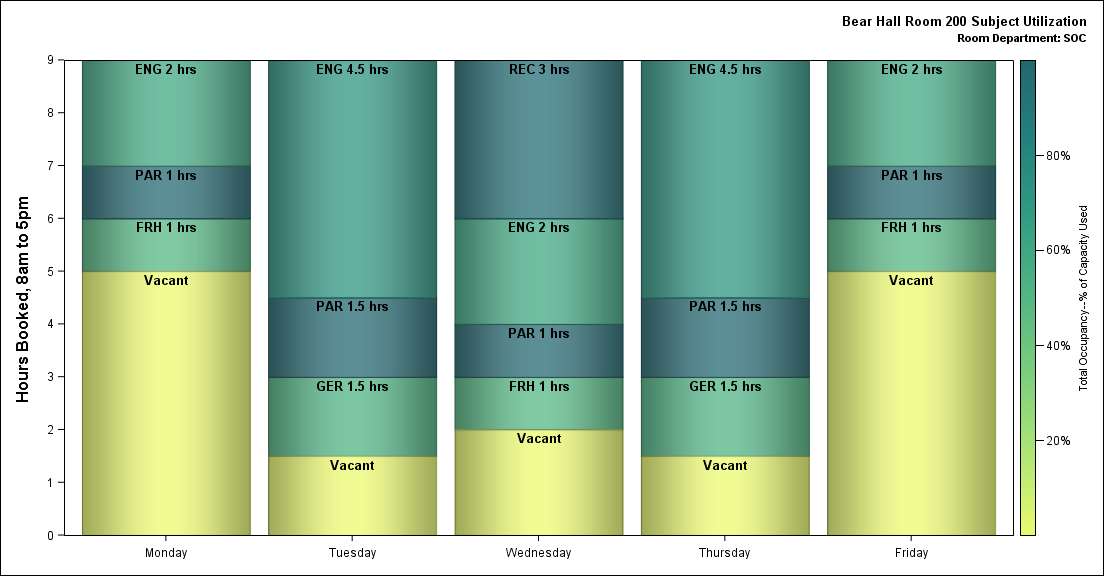 Bear Hall Room 200 Subject Utilization
Room Department: SOC
Hours Booked, 8am to 5pm
9
8
7
6
5
4
3
2
1
0
ENG 2 hrs
PAR 1 hrs
FRH 1 hrs
Vacant
ENG 4.5 hrs
PAR 1.5 hrs
GER 1.5 hrs
Vacant
REC 3 hrs
ENG 2 hrs
PAR 1 hrs
FRH 1 hrs
Vacant
ENG 4.5 hrs
PAR 1.5 hrs
GER 1.5 hrs
Vacant
ENG 2 hrs
PAR 1 hrs
FRH 1 hrs
Vacant
Monday
Tuesday
Wednesday
Thursday
Friday
80%
60%
40%
20%
Total Occupancy--% of Capacity Used